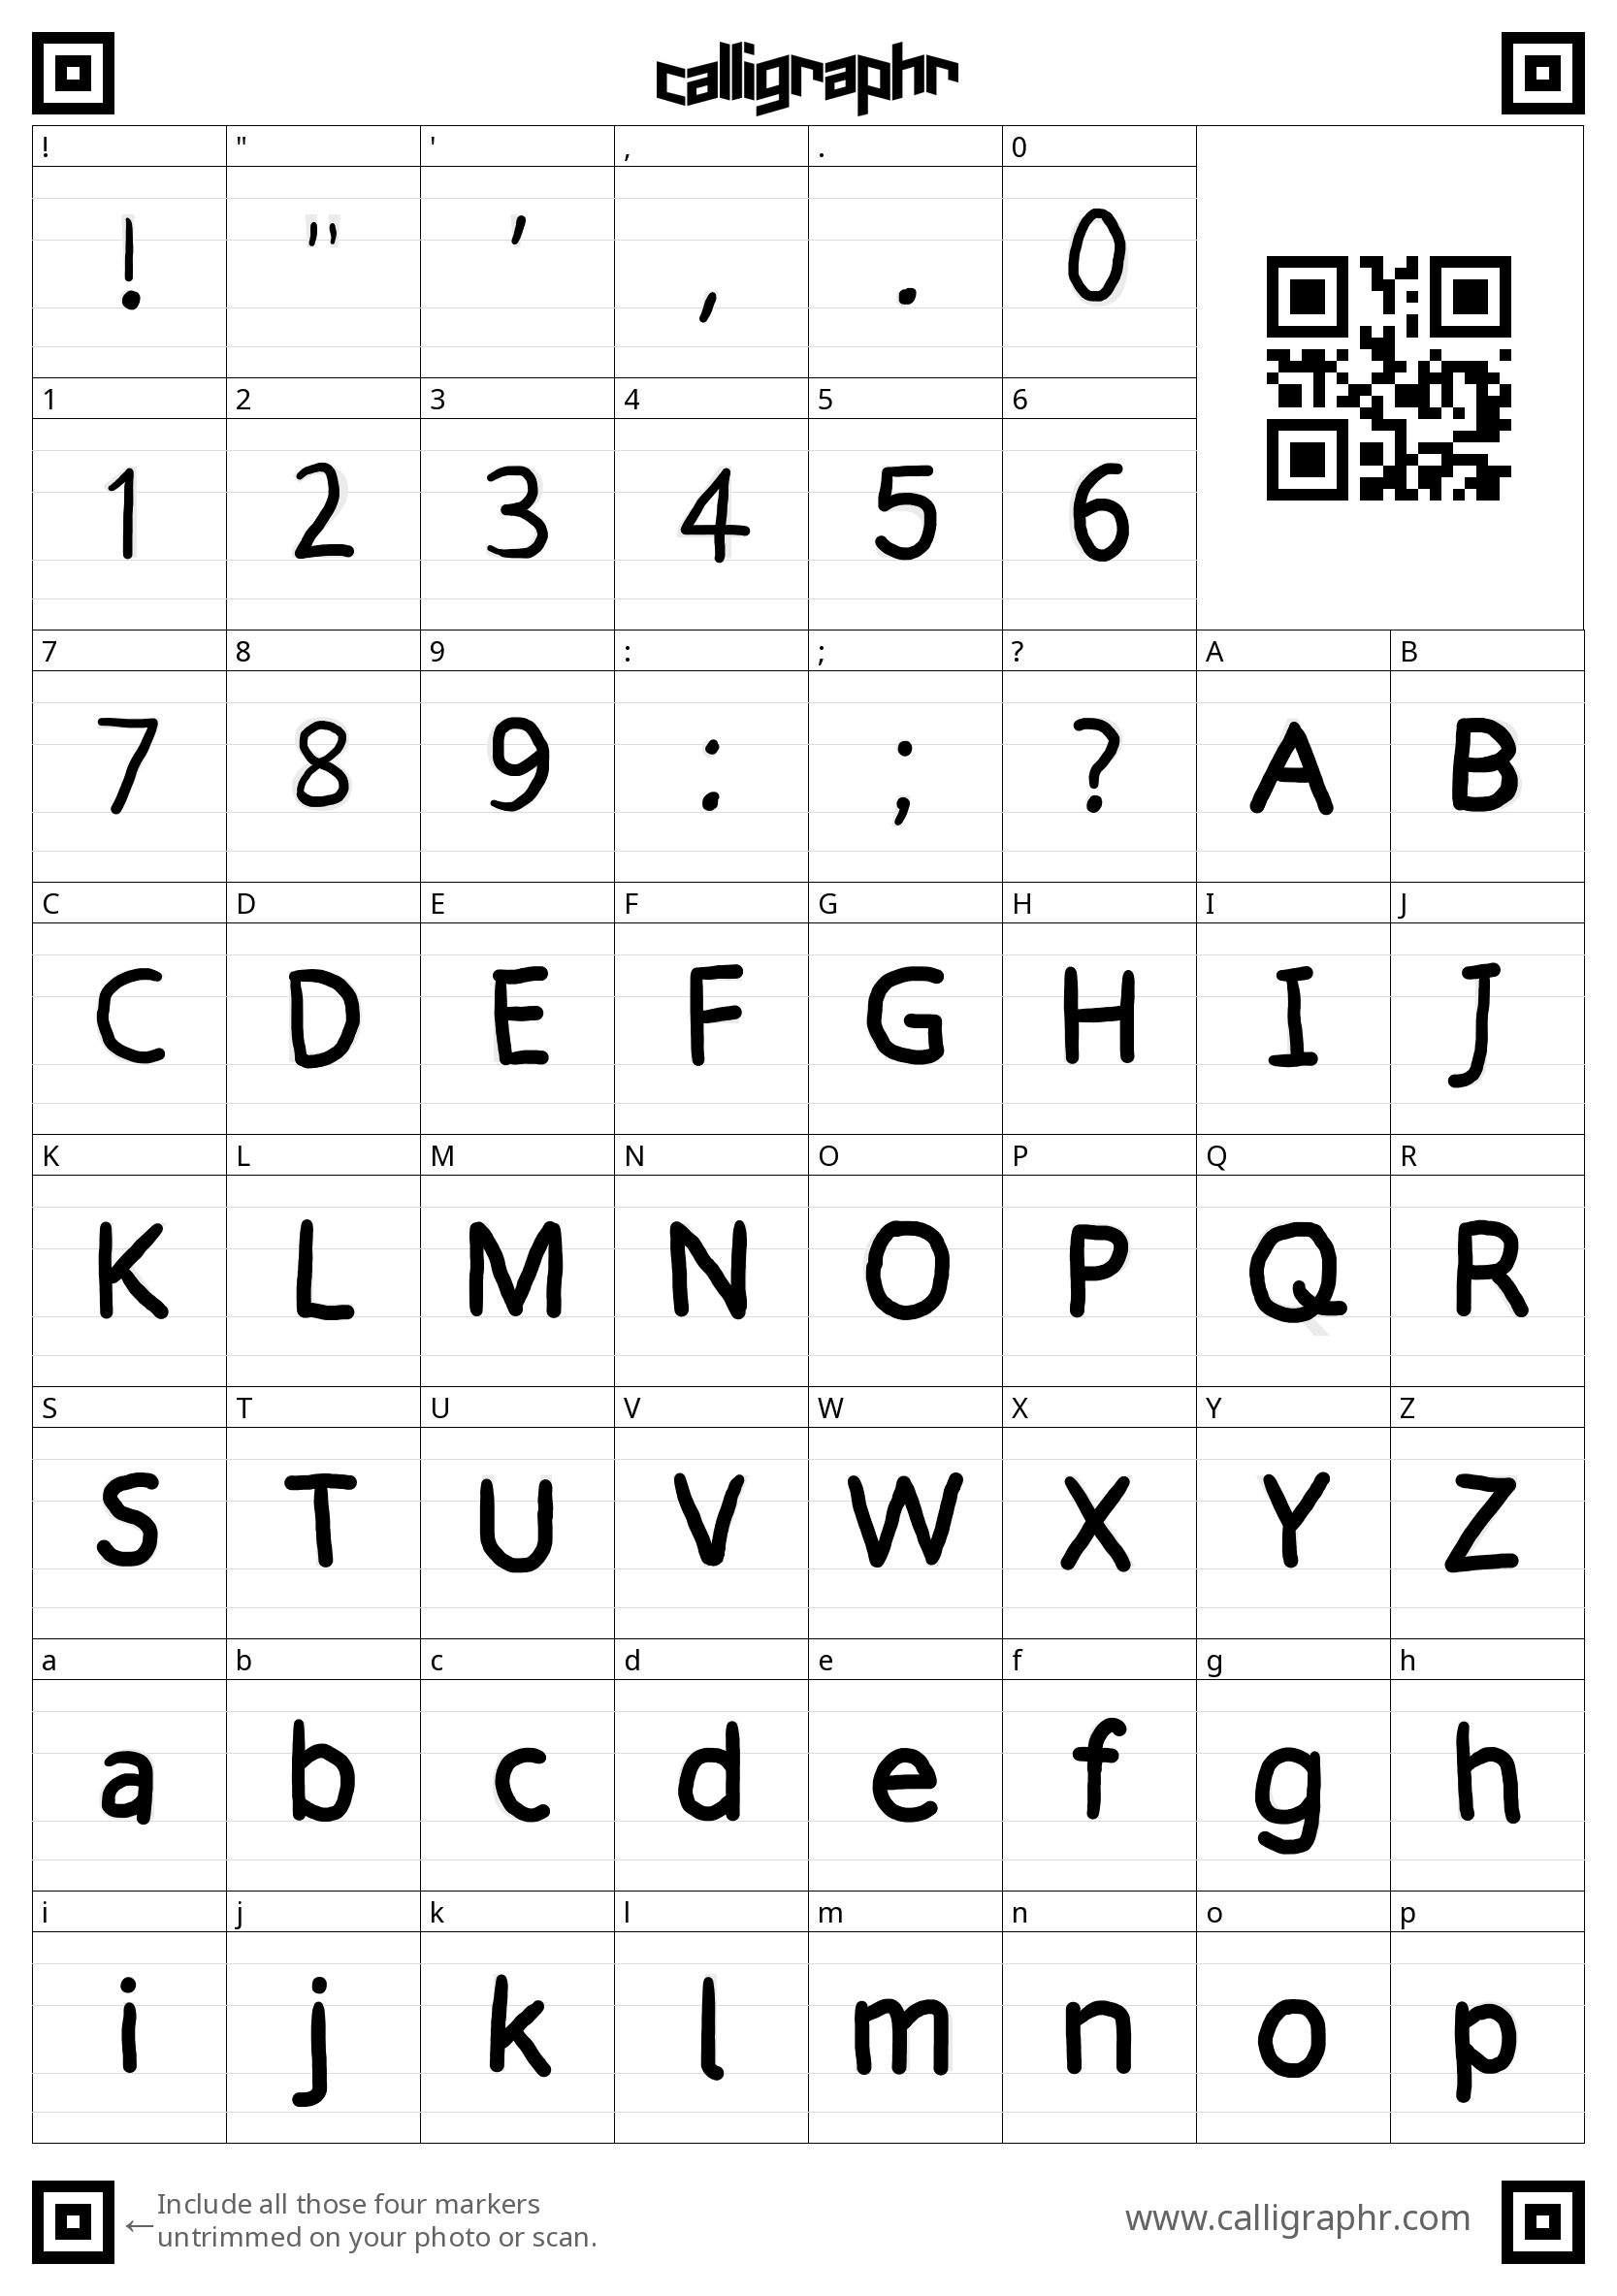 calligraphr
! " ' , . 0
! " ' , . 0
1 2 3 4 5 6
1 2 3 4 5 6
7 8 9 : ; ? A B
7 8 9 : ; ? A B
C D E F G H I J
C D E F G H I J
K L M N O P Q R
K L M N O P Q R
S T U V W X Y Z
S T U V W X Y Z
a b c d e f g h
a b c d e f g h
i j k l m n o p
i j k l m n o p
←Include all those four markers
untrimmed on your photo or scan.
www.calligraphr.com